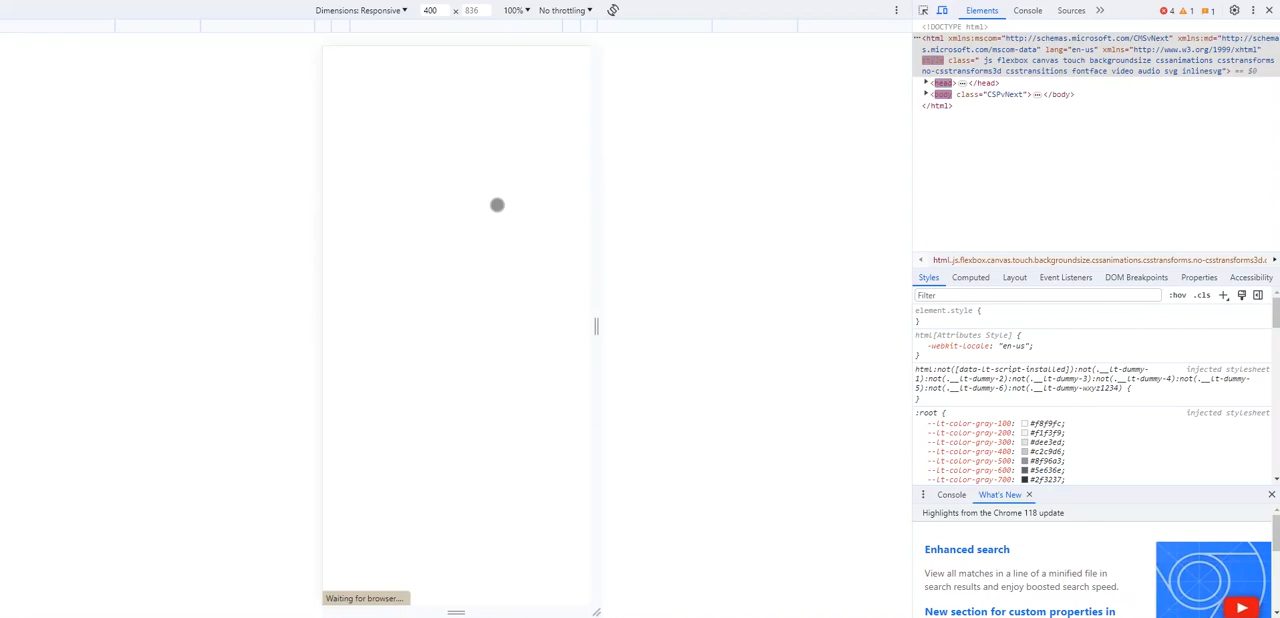 Dimensions: Responsive 400 × 836 100% No throttling
Elements Console Sources 4 1 1
<!DOCTYPE html>
<html xmlns:mscom="http://schemas.microsoft.com/CMSvNext" xmlns:md="http://schema
s.microsoft.com/mscom-data" lang="en-us" xmlns="http://www.w3.org/1999/xhtml"
class=" js flexbox canvas touch backgroundsize cssanimations csstransforms
no-csstransforms3d csstransitions fontface video audio svg inlinesvg"> == $0
<head> … </head>
<body class="CSPvNext"> … </body>
</html>
html.js.flexbox.canvas.touch.backgroundsize.cssanimations.csstransforms.no-csstransforms3d.c
Styles Computed Layout Event Listeners DOM Breakpoints Properties Accessibility
Filter :hov .cls
element.style {
}
html[Attributes Style] {
-webkit-locale: "en-us";
}
html:not([data-lt-script-installed]):not(.__lt-dummy- injected stylesheet
1):not(.__lt-dummy-2):not(.__lt-dummy-3):not(.__lt-dummy-4):not(.__lt-dummy-
5):not(.__lt-dummy-6):not(.__lt-dummy-wxyz1234) {
}
:root { injected stylesheet
--lt-color-gray-100: #f8f9fc;
--lt-color-gray-200: #f1f3f9;
--lt-color-gray-300: #dee3ed;
--lt-color-gray-400: #c2c9d6;
--lt-color-gray-500: #8f96a3;
--lt-color-gray-600: #5e636e;
--lt-color-gray-700: #2f3237;
Console What's New
Highlights from the Chrome 118 update
Enhanced search
View all matches in a line of a minified file in
search results and enjoy boosted search speed.
New section for custom properties in
Waiting for browser....